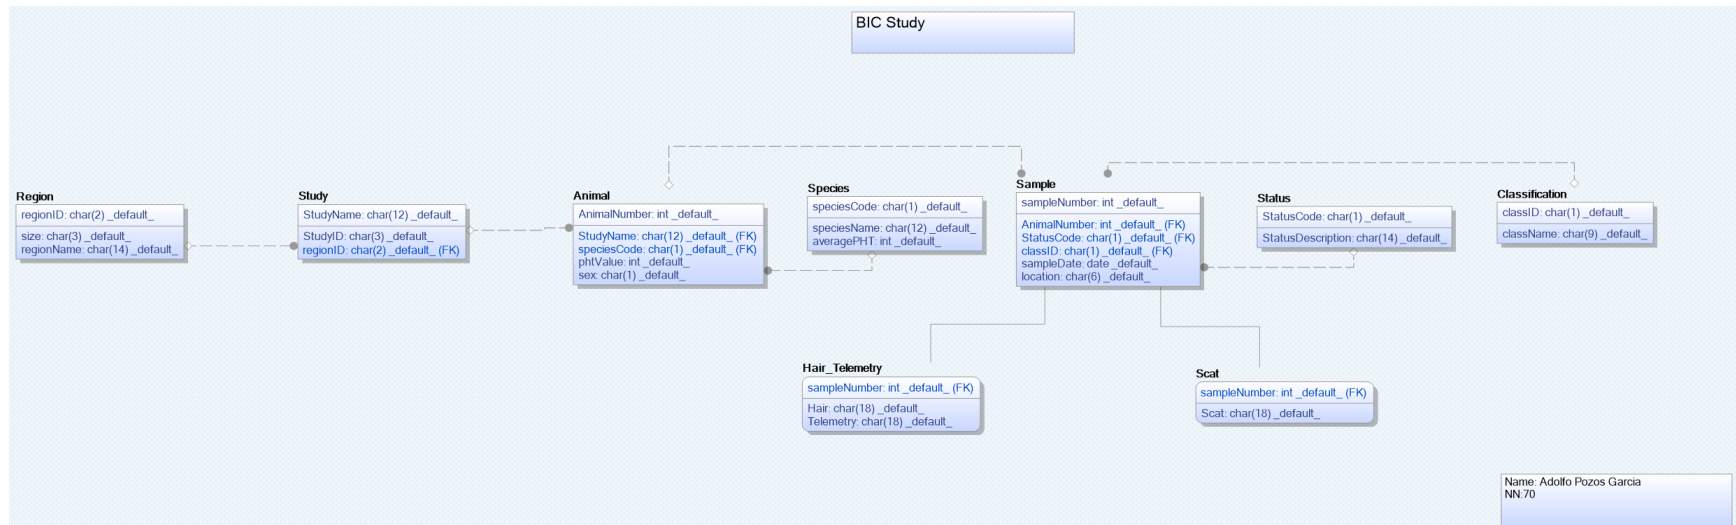 BIC Study
Region
regionID: char(2) _default_
size: char(3) _default_
regionName: char(14) _default_
Study
StudyName: char(12) _default_
StudyID: char(3) _default_
regionID: char(2) _default_ (FK)
Animal
AnimalNumber: int _default_
StudyName: char(12) _default_ (FK)
speciesCode: char(1) _default_ (FK)
phtValue: int _default_
sex: char(1) _default_
Species
speciesCode: char(1) _default_
speciesName: char(12) _default_
averagePHT: int _default_
Sample
sampleNumber: int _default_
AnimalNumber: int _default_ (FK)
StatusCode: char(1) _default_ (FK)
classID: char(1) _default_ (FK)
sampleDate: date _default_
location: char(6) _default_
Status
StatusCode: char(1) _default_
StatusDescription: char(14) _default_
Classification
classID: char(1) _default_
className: char(9) _default_
Hair_Telemetry
sampleNumber: int _default_ (FK)
Hair: char(18) _default_
Telemetry: char(18) _default_
Scat
sampleNumber: int _default_ (FK)
Scat: char(18) _default_
Name: Adolfo Pozos Garcia
NN:70